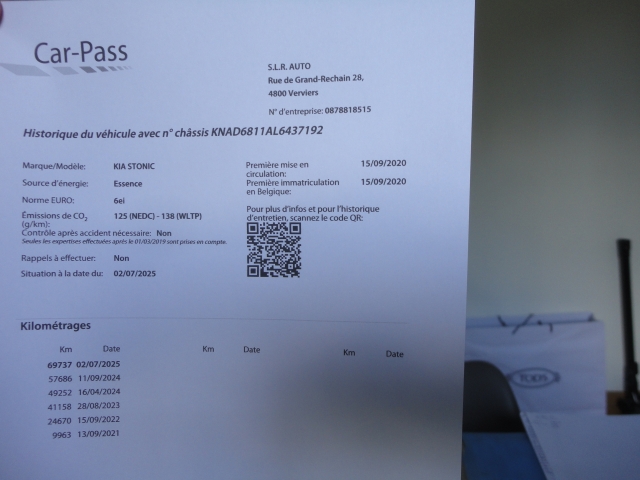 Car-Pass
S.L.R. AUTO
Rue de Grand-Rechain 28,
4800 Verviers
N° d'entreprise: 0878818515
Historique du véhicule avec n° châsis KNAD6811AL6437192
Marque/Modèle: KIA STONIC
Première mise en circulation: 15/09/2020
Source d'énergie: Essence
Première immatriculation en Belgique: 15/09/2020
Norme EURO: 6ei
Émissions de CO2 (g/km): 125 (NEDC) - 138 (WLTP)
Pour plus d'infos et pour l'historique
d'entretien, scannez le code QR:
Contrôle après accident nécessaire: Non
Seules les expertises effectuées après le 01/03/2019 sont prises en compte.
Rappels à effectuer: Non
Situation à la date du: 02/07/2025
Kilométrages
Km Date Km Date Km Date
69737 02/07/2025
57686 11/09/2024
49252 16/04/2024
41158 28/08/2023
24670 15/09/2022
9963 13/09/2021
TOD'S